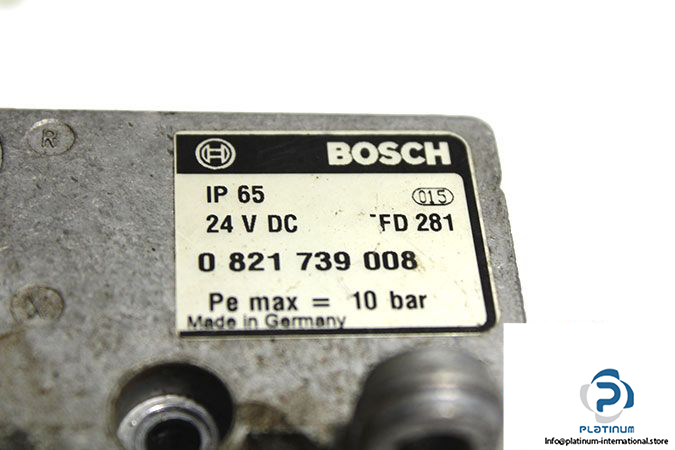 R
BOSCH
IP 65
015
24 V DC FD 281
0 821 739 008
Pe max = 10 bar
Made in Germany
PLATINUM
Info@platinum-international.store